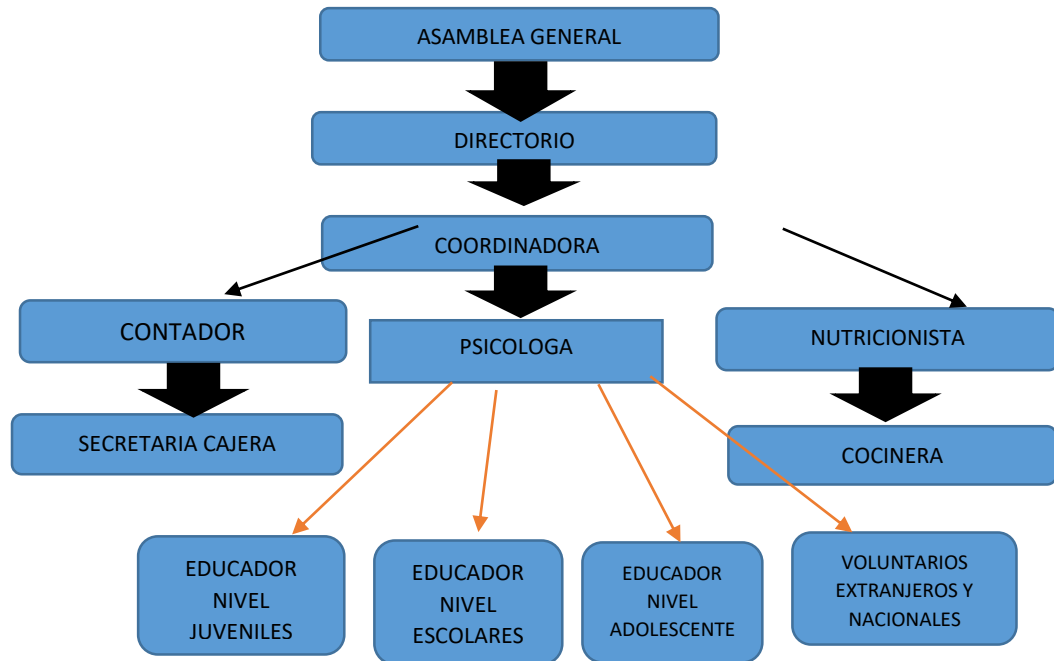 ASAMBLEA GENERAL
DIRECTORIO
COORDINADORA
CONTADOR
PSICOLOGA
NUTRICIONISTA
SECRETARIA CAJERA
COCINERA
EDUCADOR
NIVEL
JUVENILES
EDUCADOR
NIVEL
ESCOLARES
EDUCADOR
NIVEL
ADOLESCENTE
VOLUNTARIOS
EXTRANJEROS Y
NACIONALES